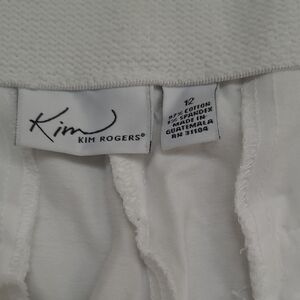 Kim
KIM ROGERS®
12
97% COTTON
3% SPANDEX
MADE IN
GUATEMALA
RN 31104